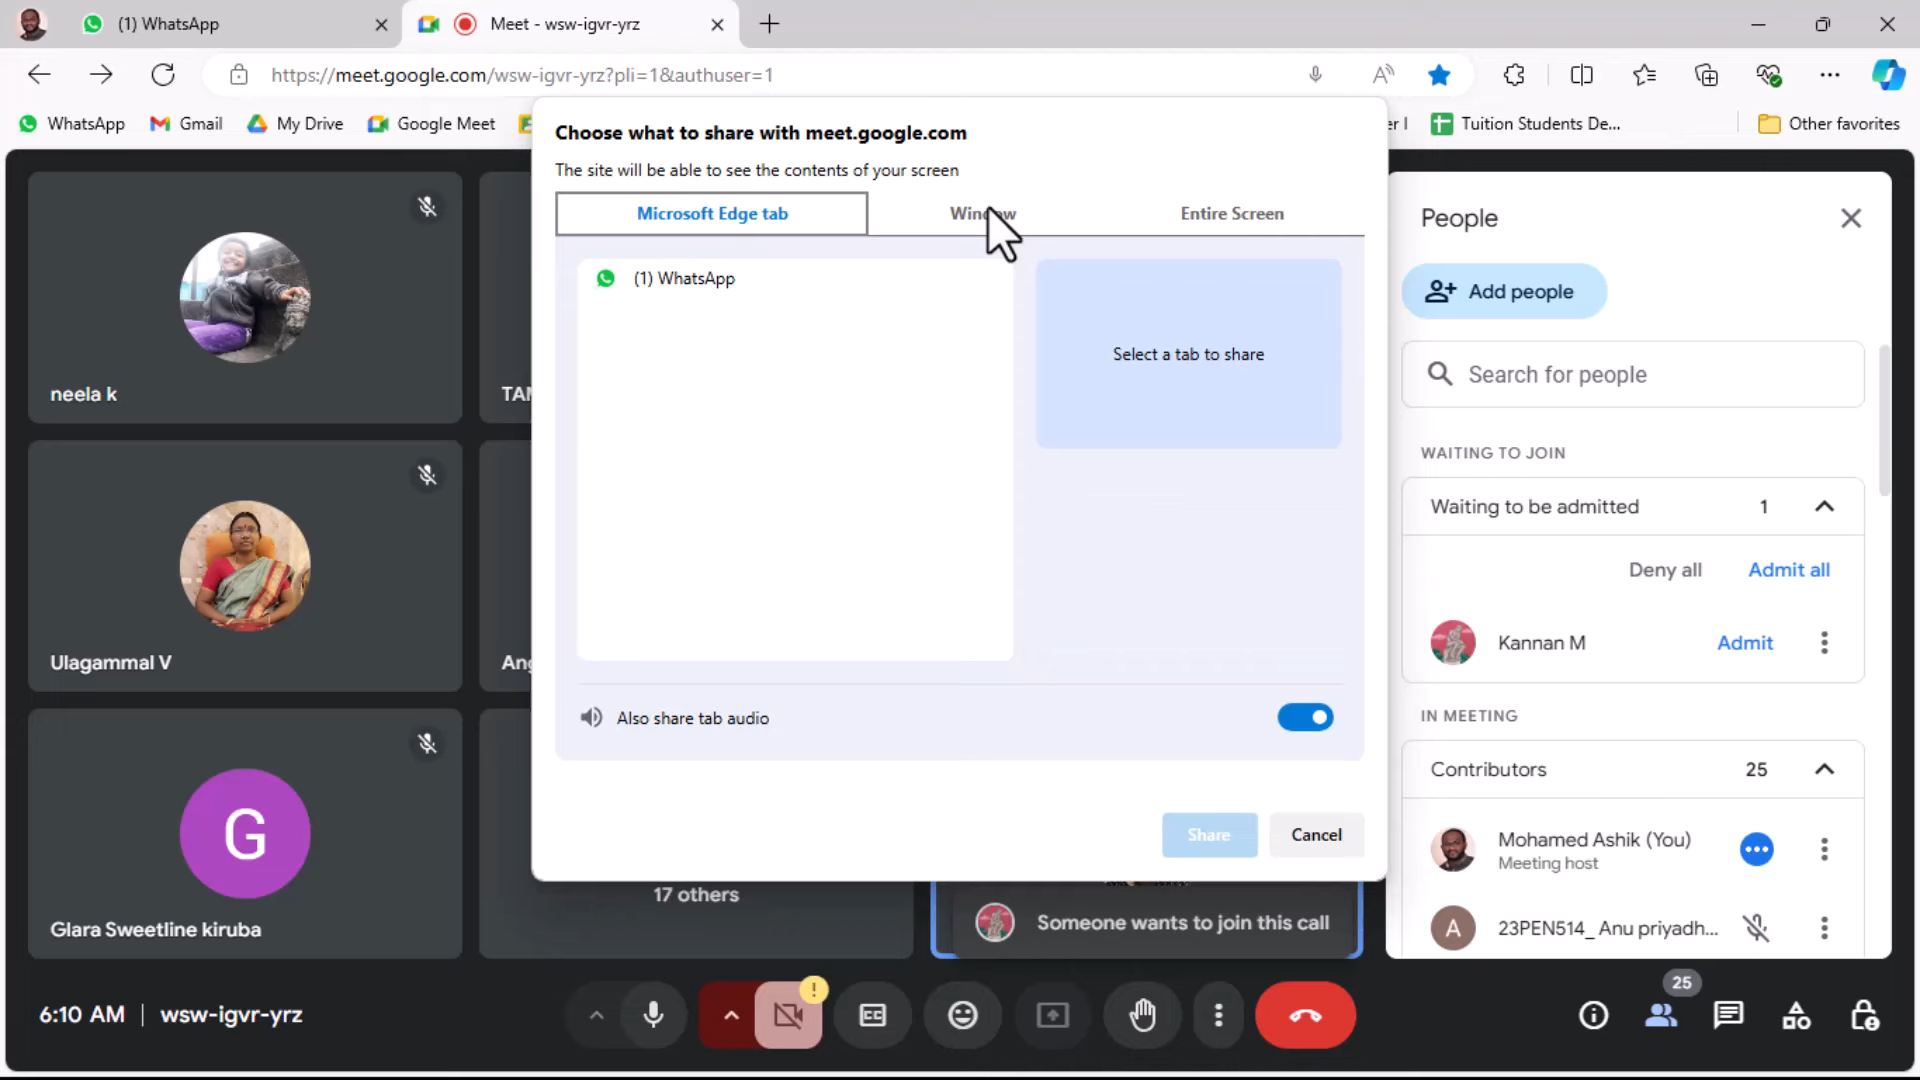 (1) WhatsApp
Meet - wsw-igvr-yrz
https://meet.google.com/wsw-igvr-yrz?pli=1&authuser=1
WhatsApp
Gmail
My Drive
Google Meet
Tuition Students De...
Other favorites
Choose what to share with meet.google.com
The site will be able to see the contents of your screen
Microsoft Edge tab
Window
Entire Screen
(1) WhatsApp
Select a tab to share
Also share tab audio
Share
Cancel
neela k
Ulagammal V
Glara Sweetline kiruba
G
17 others
Someone wants to join this call
People
Add people
Search for people
WAITING TO JOIN
Waiting to be admitted 1
Deny all
Admit all
Kannan M
Admit
IN MEETING
Contributors 25
Mohamed Ashik (You)
Meeting host
A
23PEN514_ Anu priyadh...
6:10 AM | wsw-igvr-yrz
25